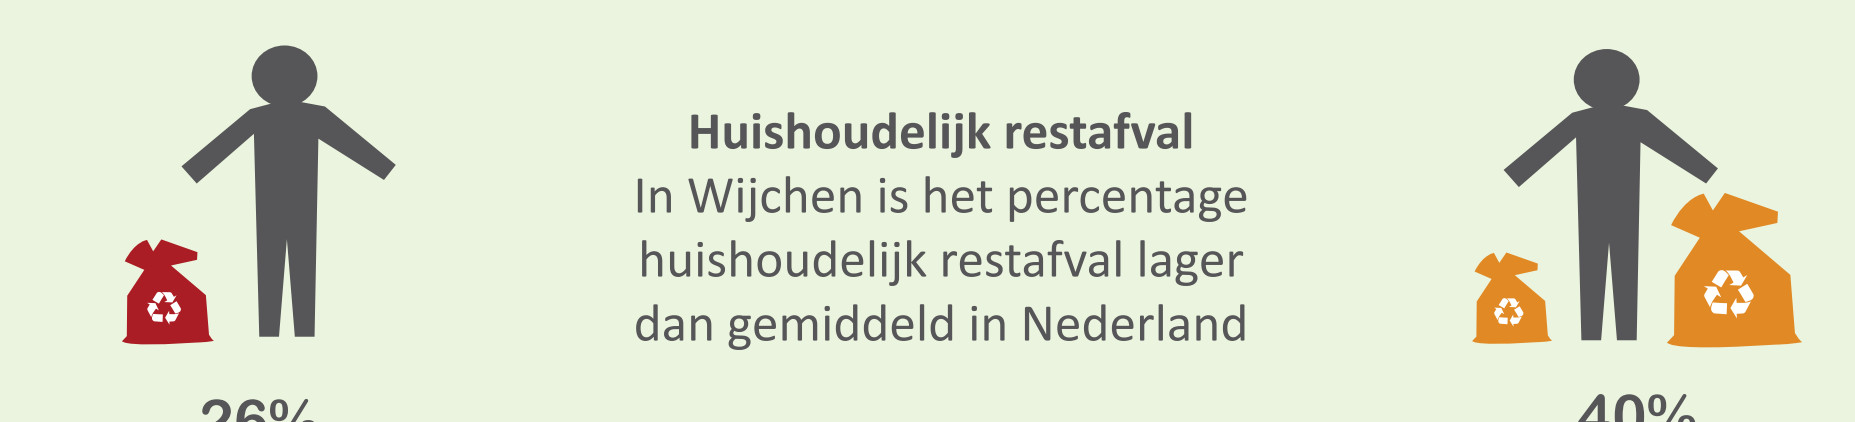 Huishoudelijk restafval
In Wijchen is het percentage
huishoudelijk restafval lager
dan gemiddeld in Nederland
26%
40%